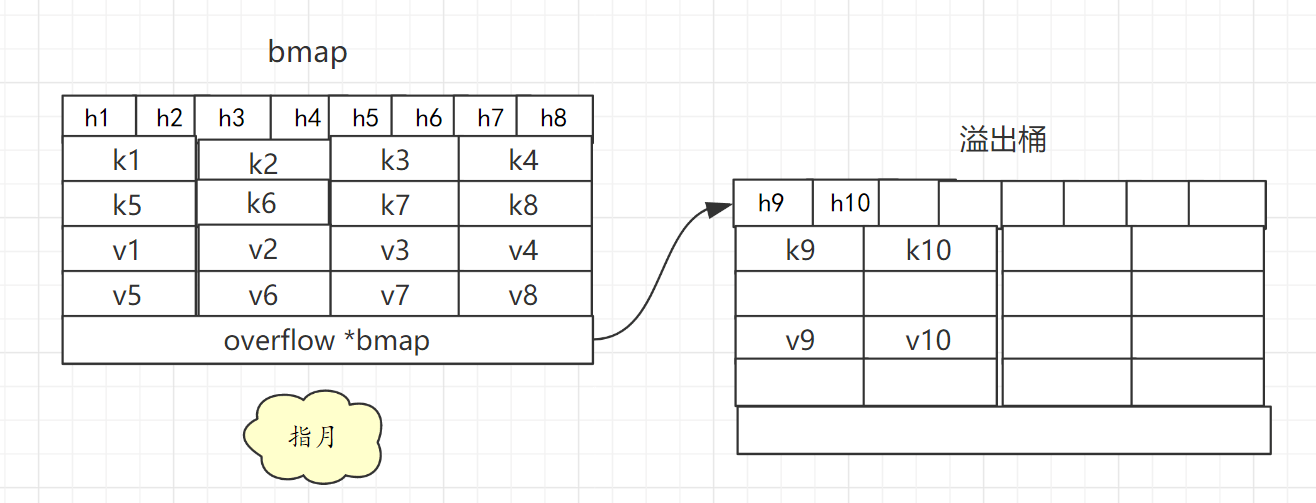 bmap
h1 h2 h3 h4 h5 h6 h7 h8
k1 k2 k3 k4
k5 k6 k7 k8
v1 v2 v3 v4
v5 v6 v7 v8
overflow *bmap
溢出桶
h9 h10
k9 k10
v9 v10
指月